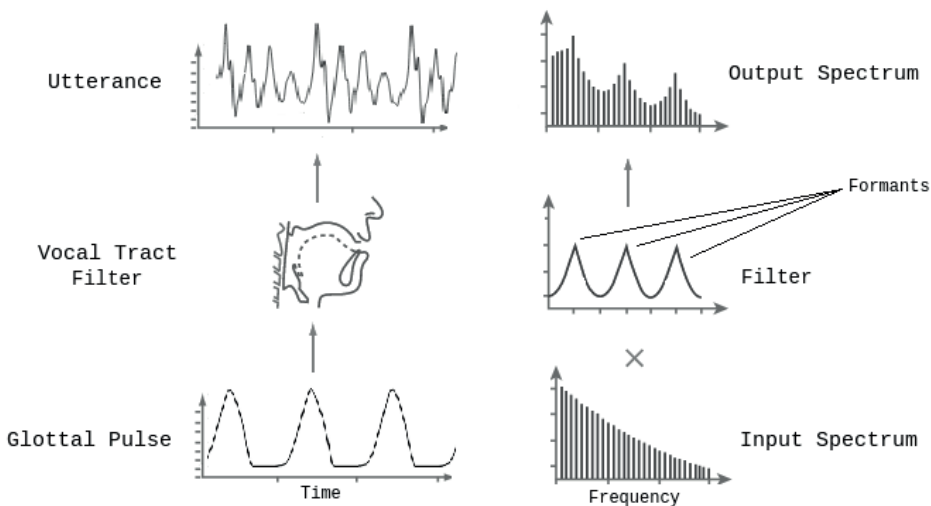 Utterance
Output Spectrum
Formants
Vocal Tract
Filter
Filter
Glottal Pulse
Input Spectrum
Time
Frequency